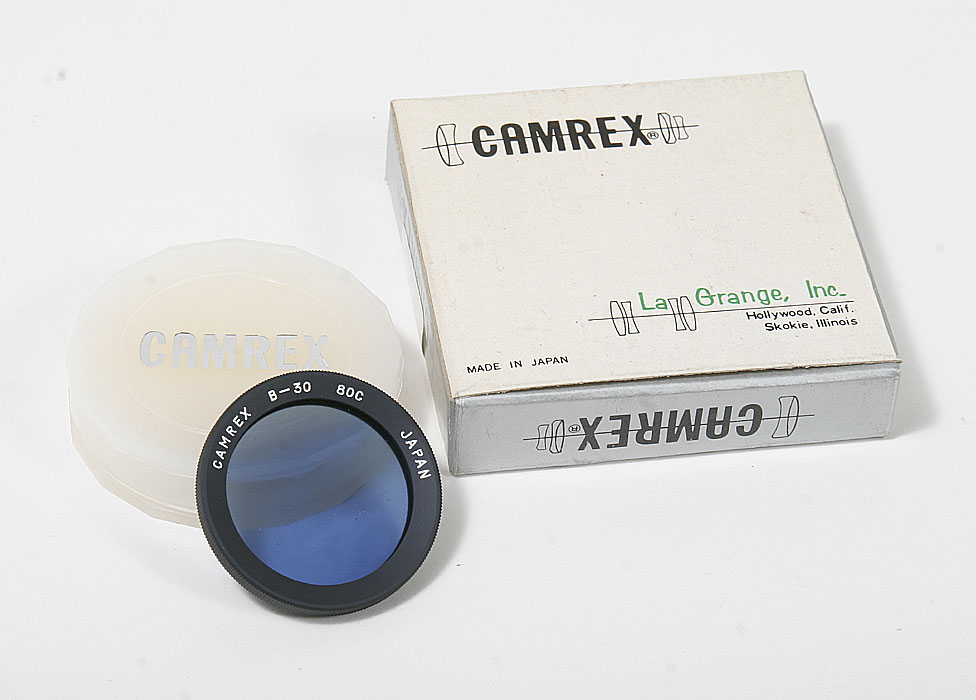 CAMREX®
La Grange, Inc.
Hollywood, Calif.
Skokie, Illinois
MADE IN JAPAN
CAMREX®
CAMREX
CAMREX B-30 80C JAPAN